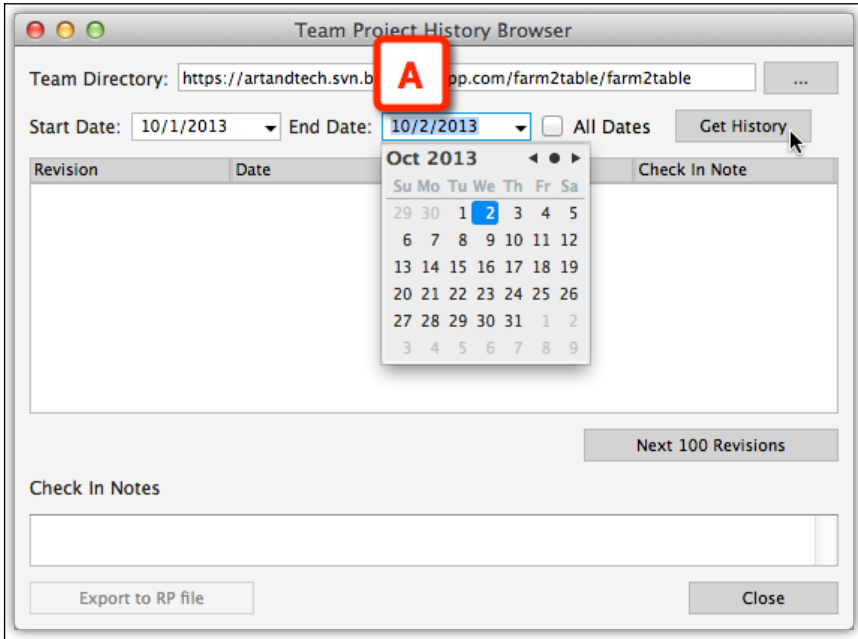 Team Project History Browser
Team Directory: https://artandtech.svn.b pp.com/farm2table/farm2table ...
A
Start Date: 10/1/2013 End Date: 10/2/2013 All Dates Get History
Revision Date Check In Note
Oct 2013
Su Mo Tu We Th Fr Sa
29 30 1 2 3 4 5
6 7 8 9 10 11 12
13 14 15 16 17 18 19
20 21 22 23 24 25 26
27 28 29 30 31 1 2
3 4 5 6 7 8 9
Next 100 Revisions
Check In Notes
Export to RP file Close